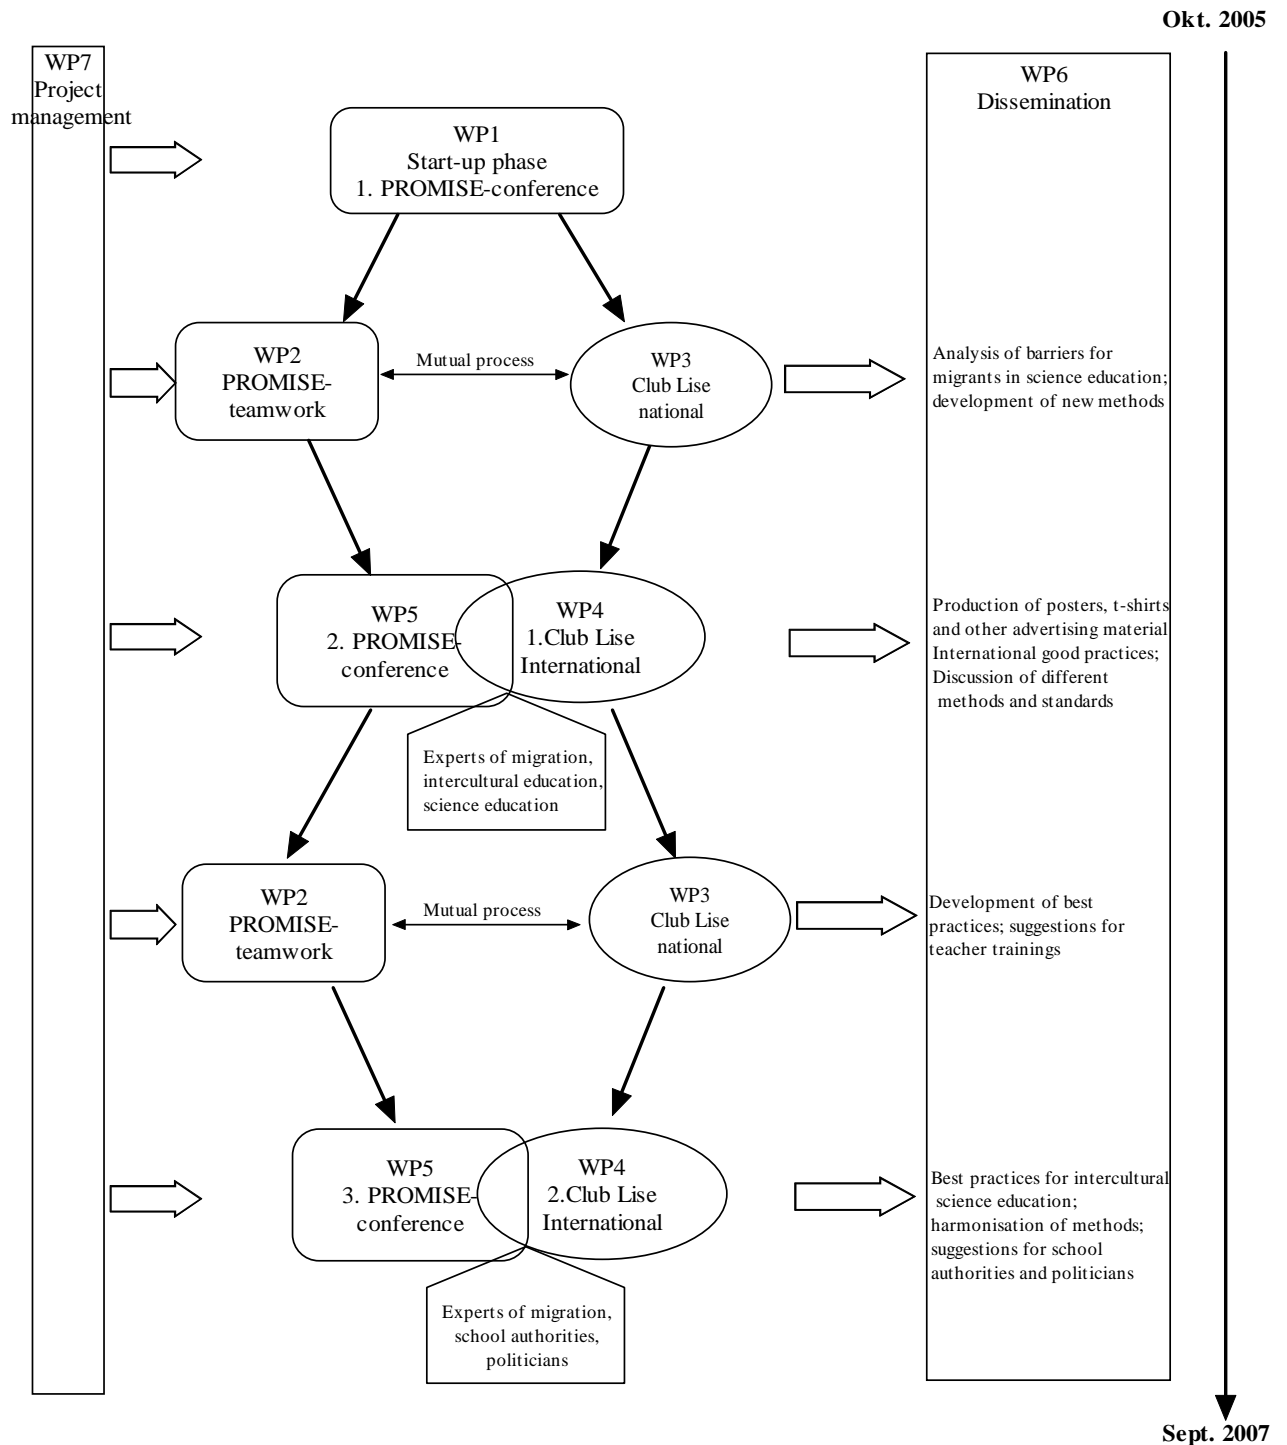 Okt. 2005
WP7
Project
management
WP6
Dissemination
WP1
Start-up phase
1. PROMISE-conference
WP2
PROMISE-
teamwork
Mutual process
WP3
Club Lise
national
Analysis of barriers for
migrants in science education;
development of new methods
WP5
2. PROMISE-
conference
WP4
1.Club Lise
International
Production of posters, t-shirts
and other advertising material
International good practices;
Discussion of different
methods and standards
Experts of migration,
intercultural education,
science education
WP2
PROMISE-
teamwork
Mutual process
WP3
Club Lise
national
Development of best
practices; suggestions for
teacher trainings
WP5
3. PROMISE-
conference
WP4
2.Club Lise
International
Best practices for intercultural
science education;
harmonisation of methods;
suggestions for school
authorities and politicians
Experts of migration,
school authorities,
politicians
Sept. 2007